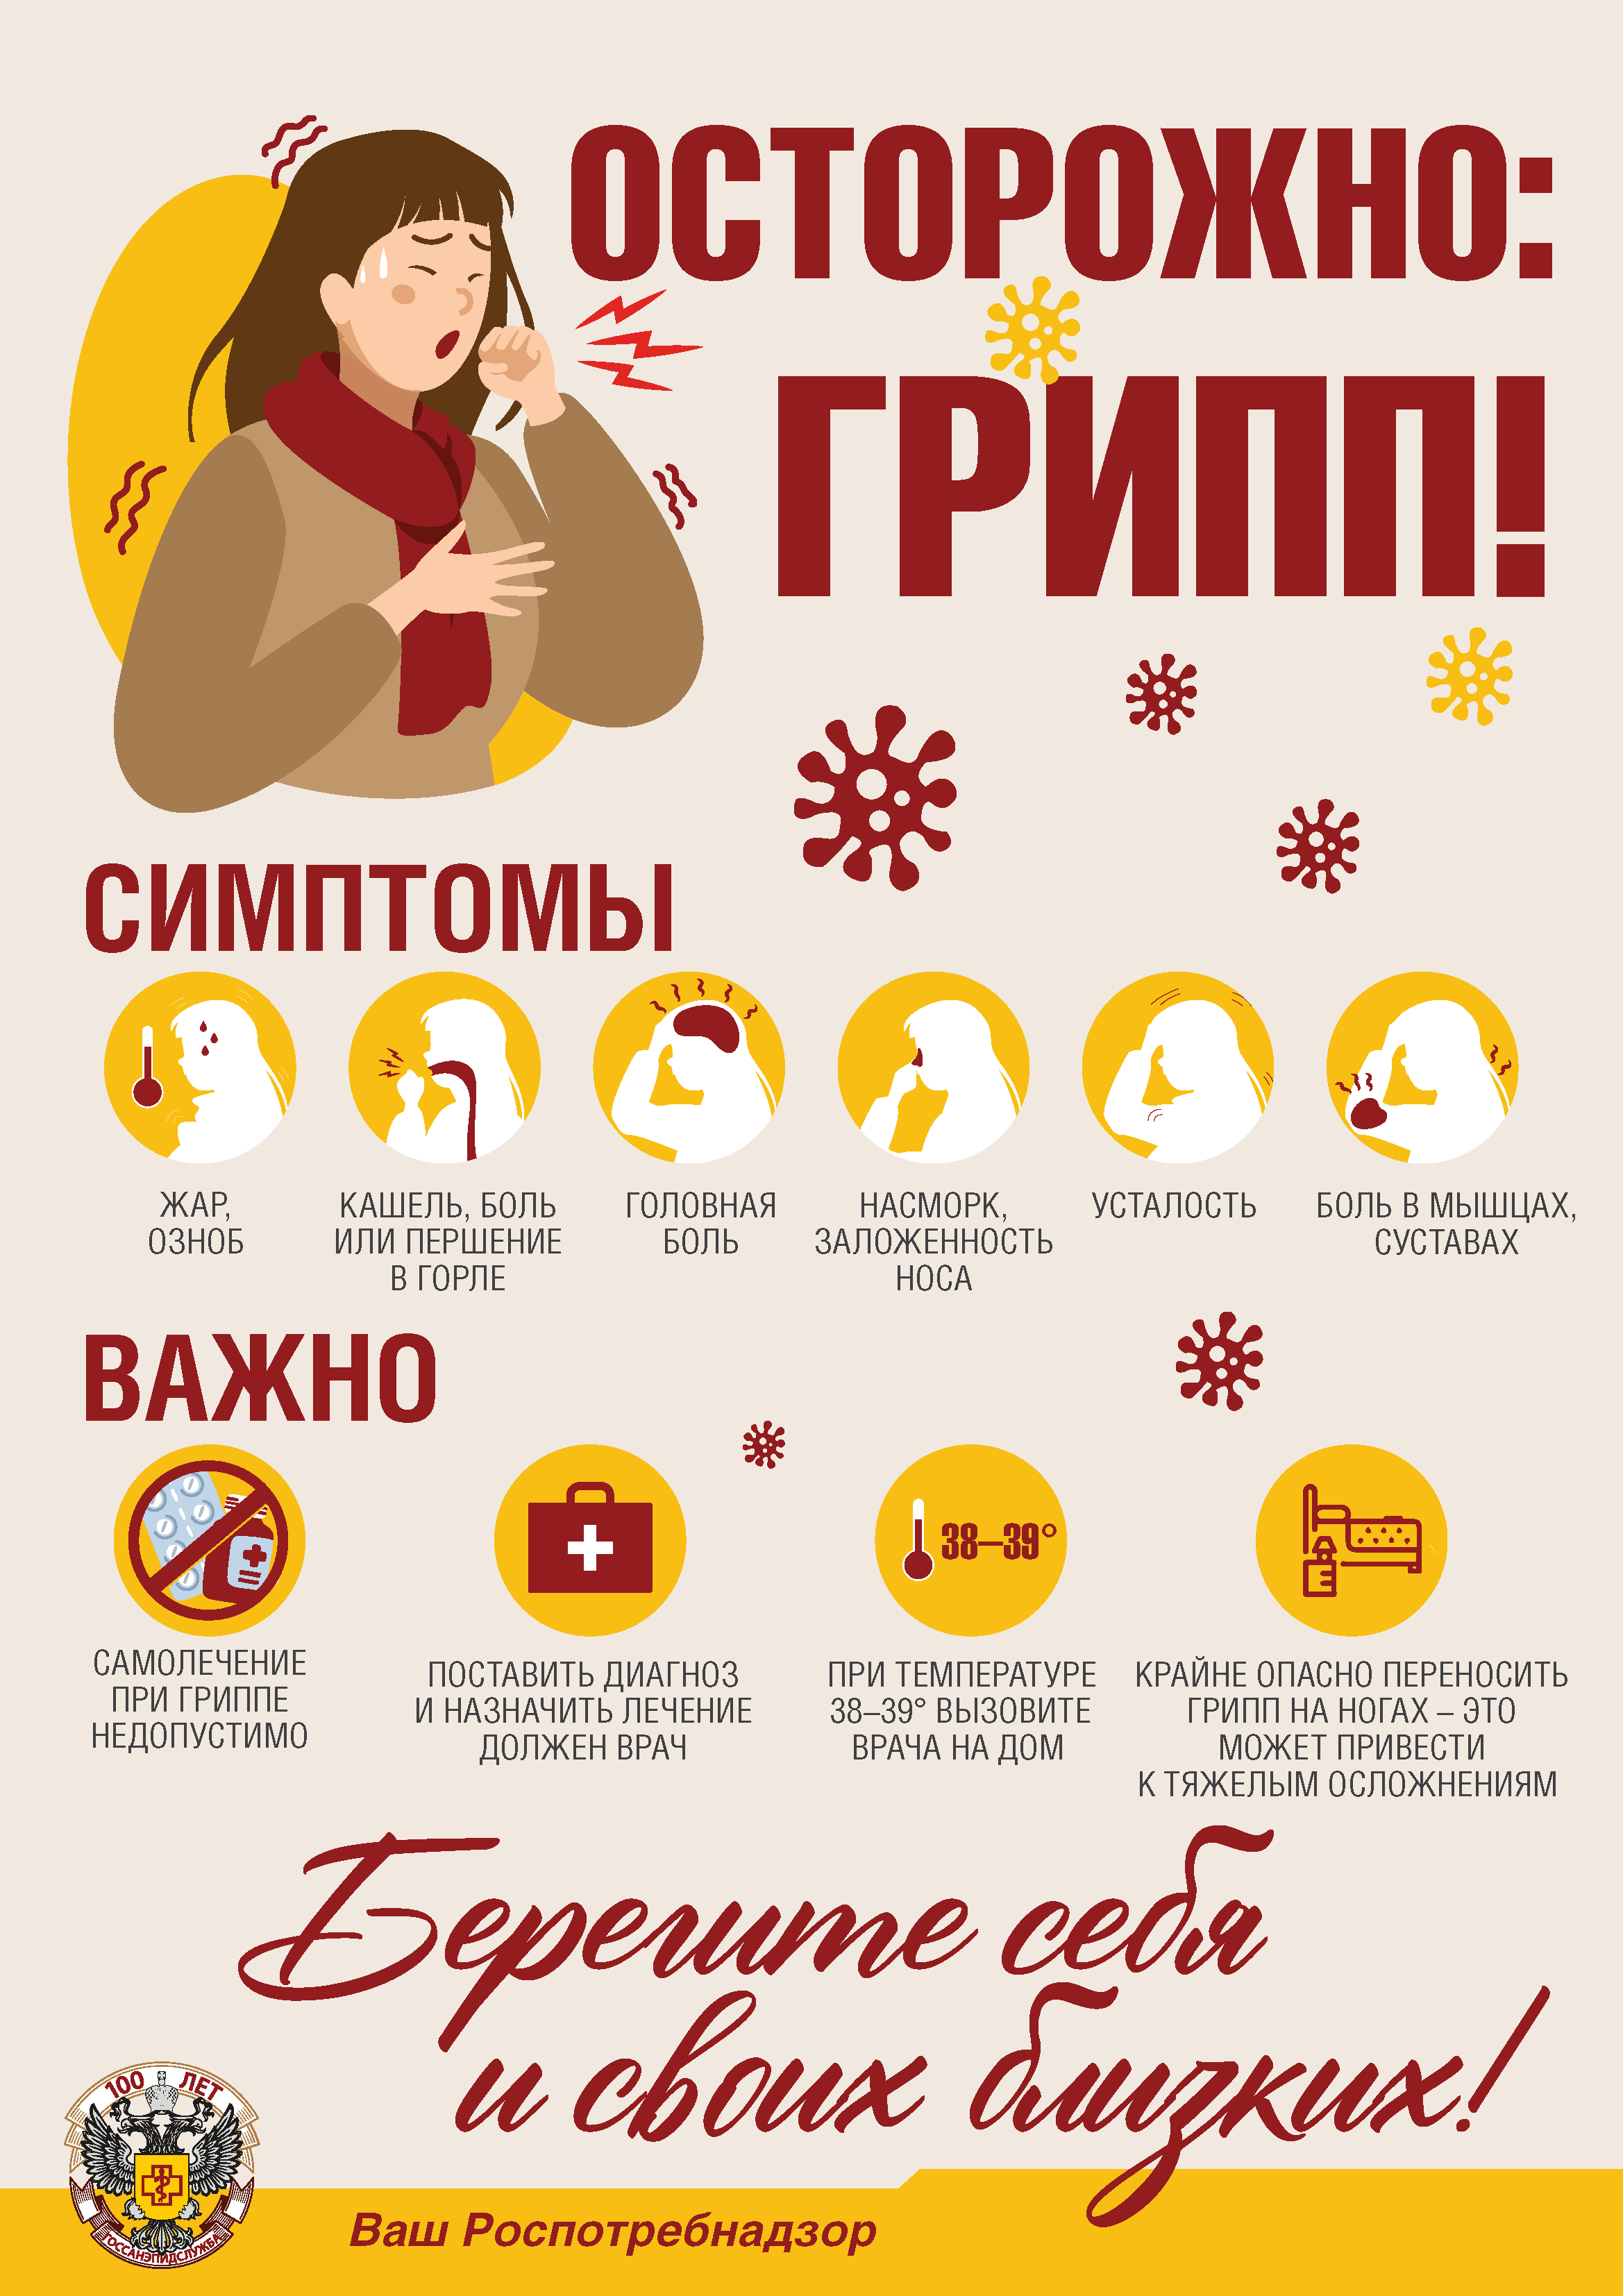 ОСТОРОЖНО:
ГРИПП!
СИМПТОМЫ
ЖАР,
ОЗНОБ
КАШЕЛЬ, БОЛЬ
ИЛИ ПЕРШЕНИЕ
В ГОРЛЕ
ГОЛОВНАЯ
БОЛЬ
НАСМОРК,
ЗАЛОЖЕННОСТЬ
НОСА
УСТАЛОСТЬ
БОЛЬ В МЫШЦАХ,
СУСТАВАХ
ВАЖНО
САМОЛЕЧЕНИЕ
ПРИ ГРИППЕ
НЕДОПУСТИМО
ПОСТАВИТЬ ДИАГНОЗ
И НАЗНАЧИТЬ ЛЕЧЕНИЕ
ДОЛЖЕН ВРАЧ
38–39°
ПРИ ТЕМПЕРАТУРЕ
38–39° ВЫЗОВИТЕ
ВРАЧА НА ДОМ
КРАЙНЕ ОПАСНО ПЕРЕНОСИТЬ
ГРИПП НА НОГАХ – ЭТО
МОЖЕТ ПРИВЕСТИ
К ТЯЖЕЛЫМ ОСЛОЖНЕНИЯМ
Берегите себя
и своих близких!
100 ЛЕТ
ГОССАНЭПИДСЛУЖБА
Ваш Роспотребнадзор